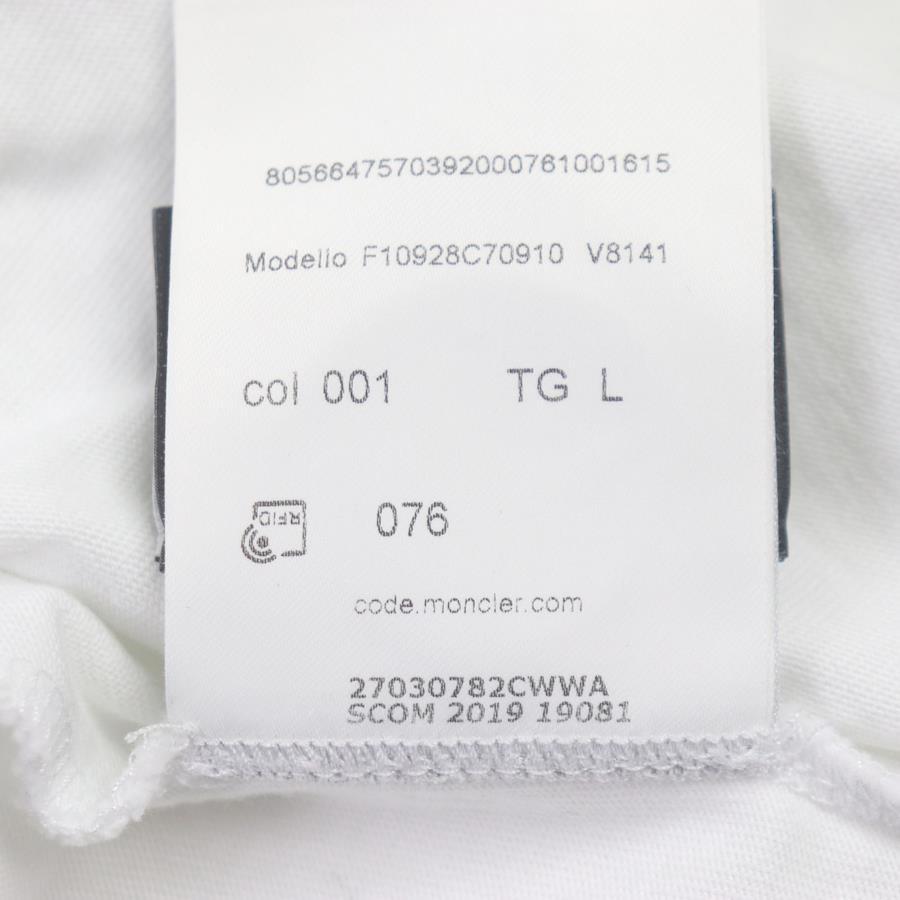 8056647570392000761001615
Modello F10928C70910 V8141
col 001 TG L
RFID
076
code.moncler.com
27030782CWWA
SCOM 2019 19081